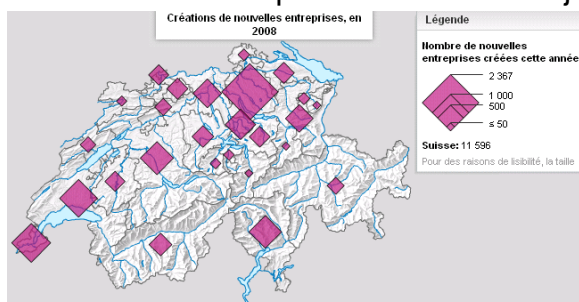 Créations de nouvelles entreprises, en
2008
Légende
Nombre de nouvelles
entreprises créées cette année
2 367
1 000
500
≤ 50
Suisse: 11 596
Pour des raisons de lisibilité, la taille